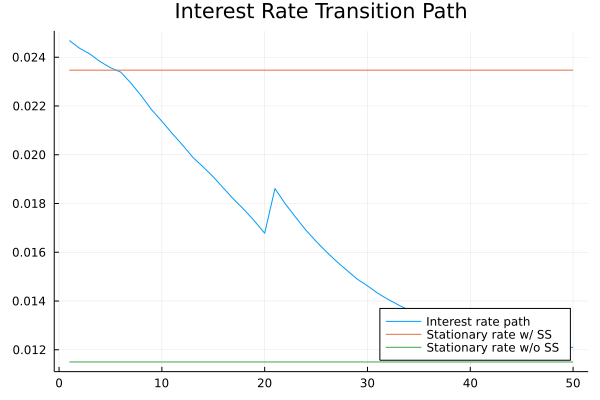 Interest Rate Transition Path
0.024
0.022
0.020
0.018
0.016
0.014
0.012
Interest rate path
Stationary rate w/ SS
Stationary rate w/o SS
0 10 20 30 40 50